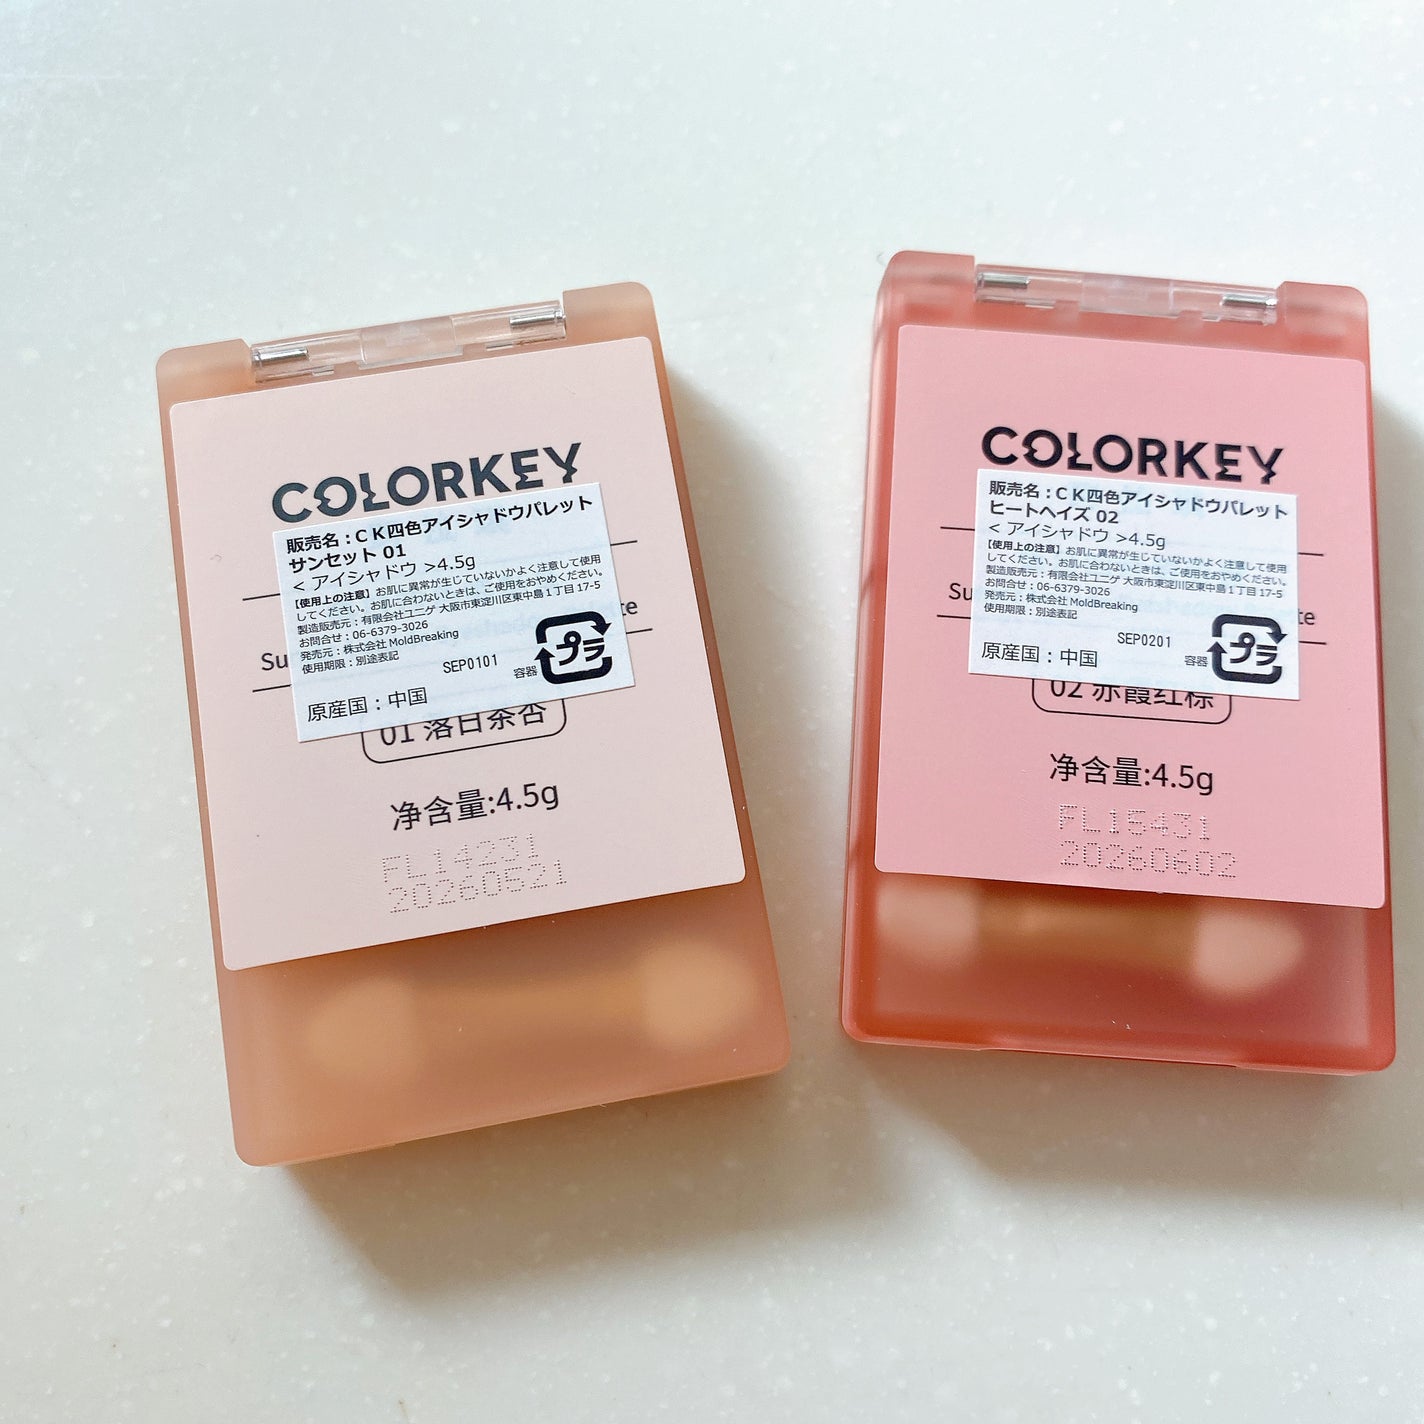 COLORKEY
販売名：ＣＫ四色アイシャドウパレット
サンセット 01
< アイシャドウ >4.5g
【使用上の注意】お肌に異常が生じていないかよく注意して使用
してください。お肌に合わないときは、ご使用をおやめください。
製造販売元：有限会社ユニゲ 大阪市東淀川区東中島１丁目 17-5
お問合せ：06-6379-3026
発売元：株式会社 MoldBreaking
使用期限：別途表記
SEP0101
容器
プラ
原産国：中国
01 落日茶杏
净含量:4.5g
FL14231
20260521
COLORKEY
販売名：ＣＫ四色アイシャドウパレット
ヒートヘイズ 02
< アイシャドウ >4.5g
【使用上の注意】お肌に異常が生じていないかよく注意して使用
してください。お肌に合わないときは、ご使用をおやめください。
製造販売元：有限会社ユニゲ 大阪市東淀川区東中島１丁目 17-5
お問合せ：06-6379-3026
発売元：株式会社 MoldBreaking
使用期限：別途表記
SEP0201
容器
プラ
原産国：中国
02 赤霞红棕
净含量:4.5g
FL15431
20260602